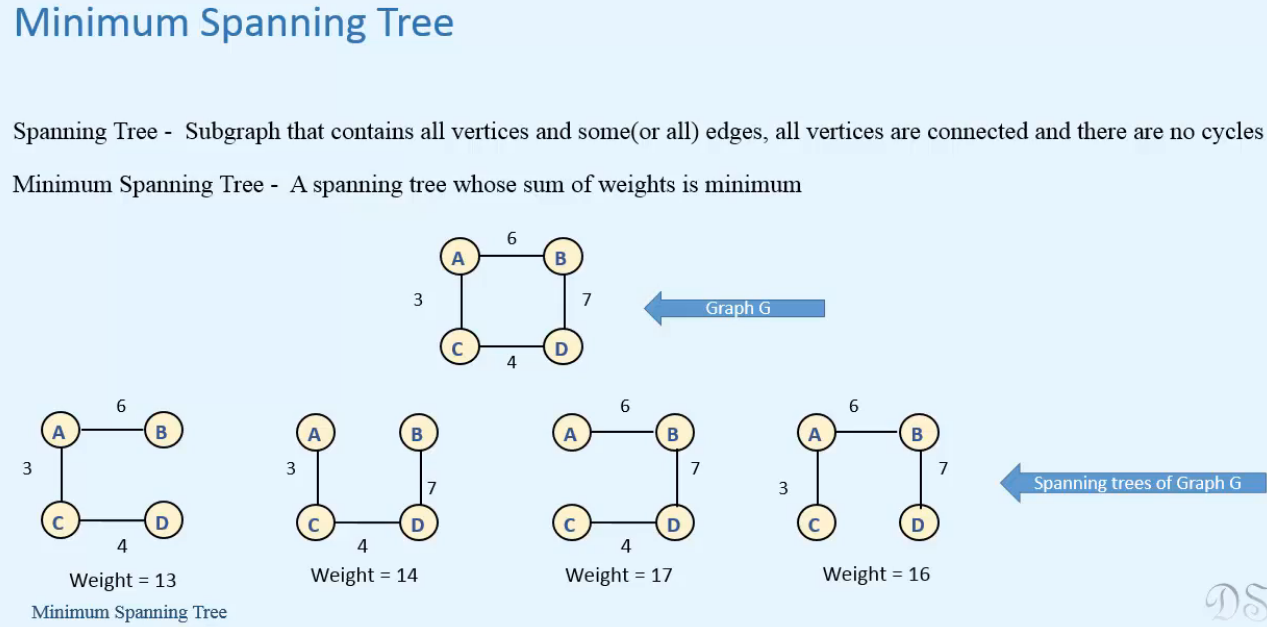 Minimum Spanning Tree
Spanning Tree - Subgraph that contains all vertices and some(or all) edges, all vertices are connected and there are no cycles
Minimum Spanning Tree - A spanning tree whose sum of weights is minimum
6
A B
3 7
Graph G
C D
4
6
A B
3
C D
4
Weight = 13
Minimum Spanning Tree
A B
3
7
C D
4
Weight = 14
6
A B
7
C D
4
Weight = 17
6
A B
7
3
C D
Weight = 16
Spanning trees of Graph G
DS